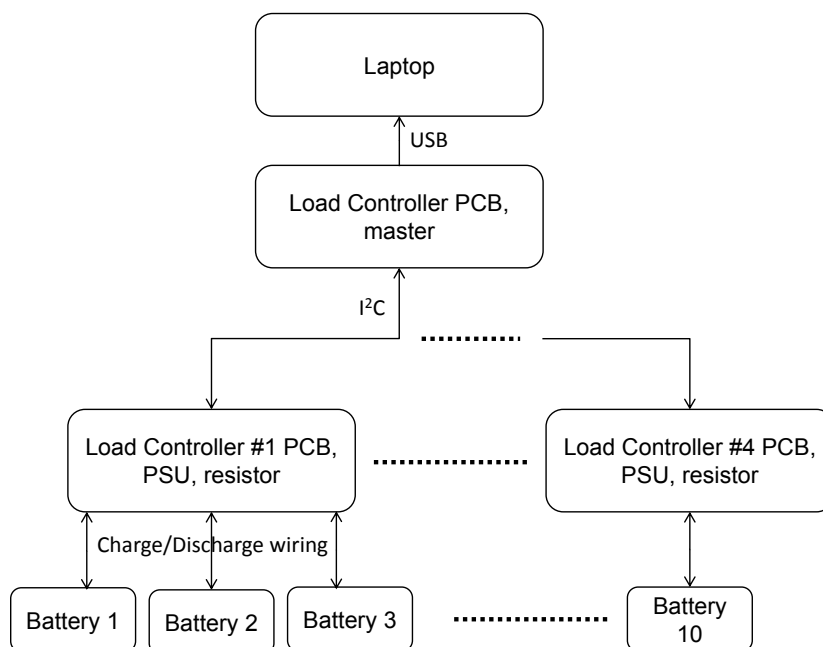 Laptop
USB
Load Controller PCB,
master
I²C
Load Controller #1 PCB,
PSU, resistor
Load Controller #4 PCB,
PSU, resistor
Charge/Discharge wiring
Battery 1
Battery 2
Battery 3
Battery
10